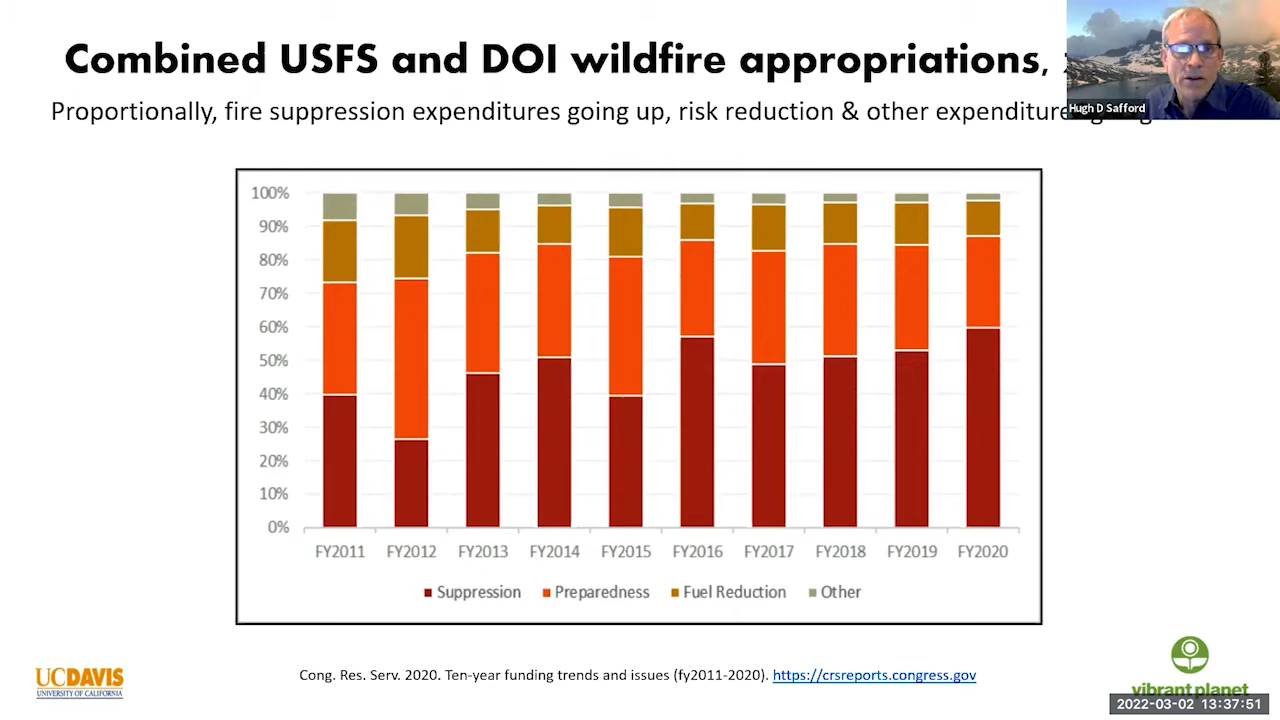 Combined USFS and DOI wildfire appropriations,
Hugh D Safford
Proportionally, fire suppression expenditures going up, risk reduction & other
100%
90%
80%
70%
60%
50%
40%
30%
20%
10%
0%
FY2011 FY2012 FY2013 FY2014 FY2015 FY2016 FY2017 FY2018 FY2019 FY2020
Suppression Preparedness Fuel Reduction Other
Cong. Res. Serv. 2020. Ten-year funding trends and issues (fy2011-2020). https://crsreports.congress.gov
UCDAVIS
UNIVERSITY OF CALIFORNIA
vibrant planet
2022-03-02 13:37:51